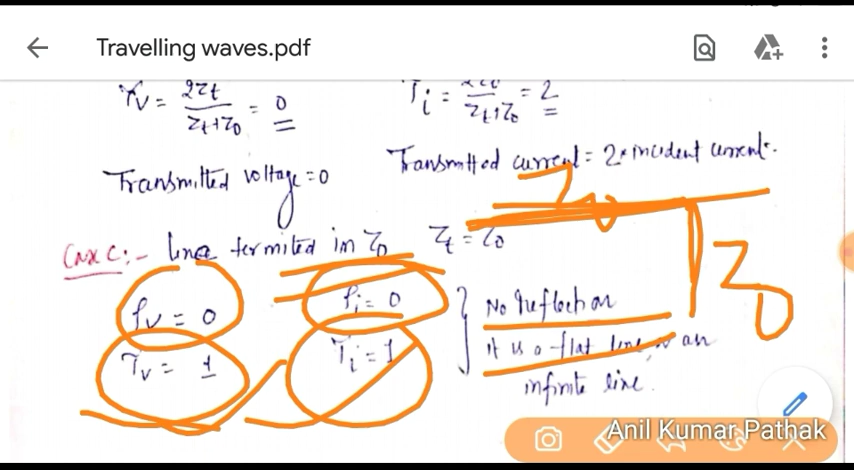 Travelling waves.pdf
τv = 2Zt / Zt+Z0 = 0
τi = 2Z0 / Zt+Z0 = 2
Transmitted voltage = 0
Transmitted current = 2 * incident current.
Case C:- line termited in Z0 Zt = Z0
Z0
Z0
ρv = 0
ρi = 0
τv = 1
τi = 1
No reflection
it is a flat line, or an
infinite line.
Anil Kumar Pathak